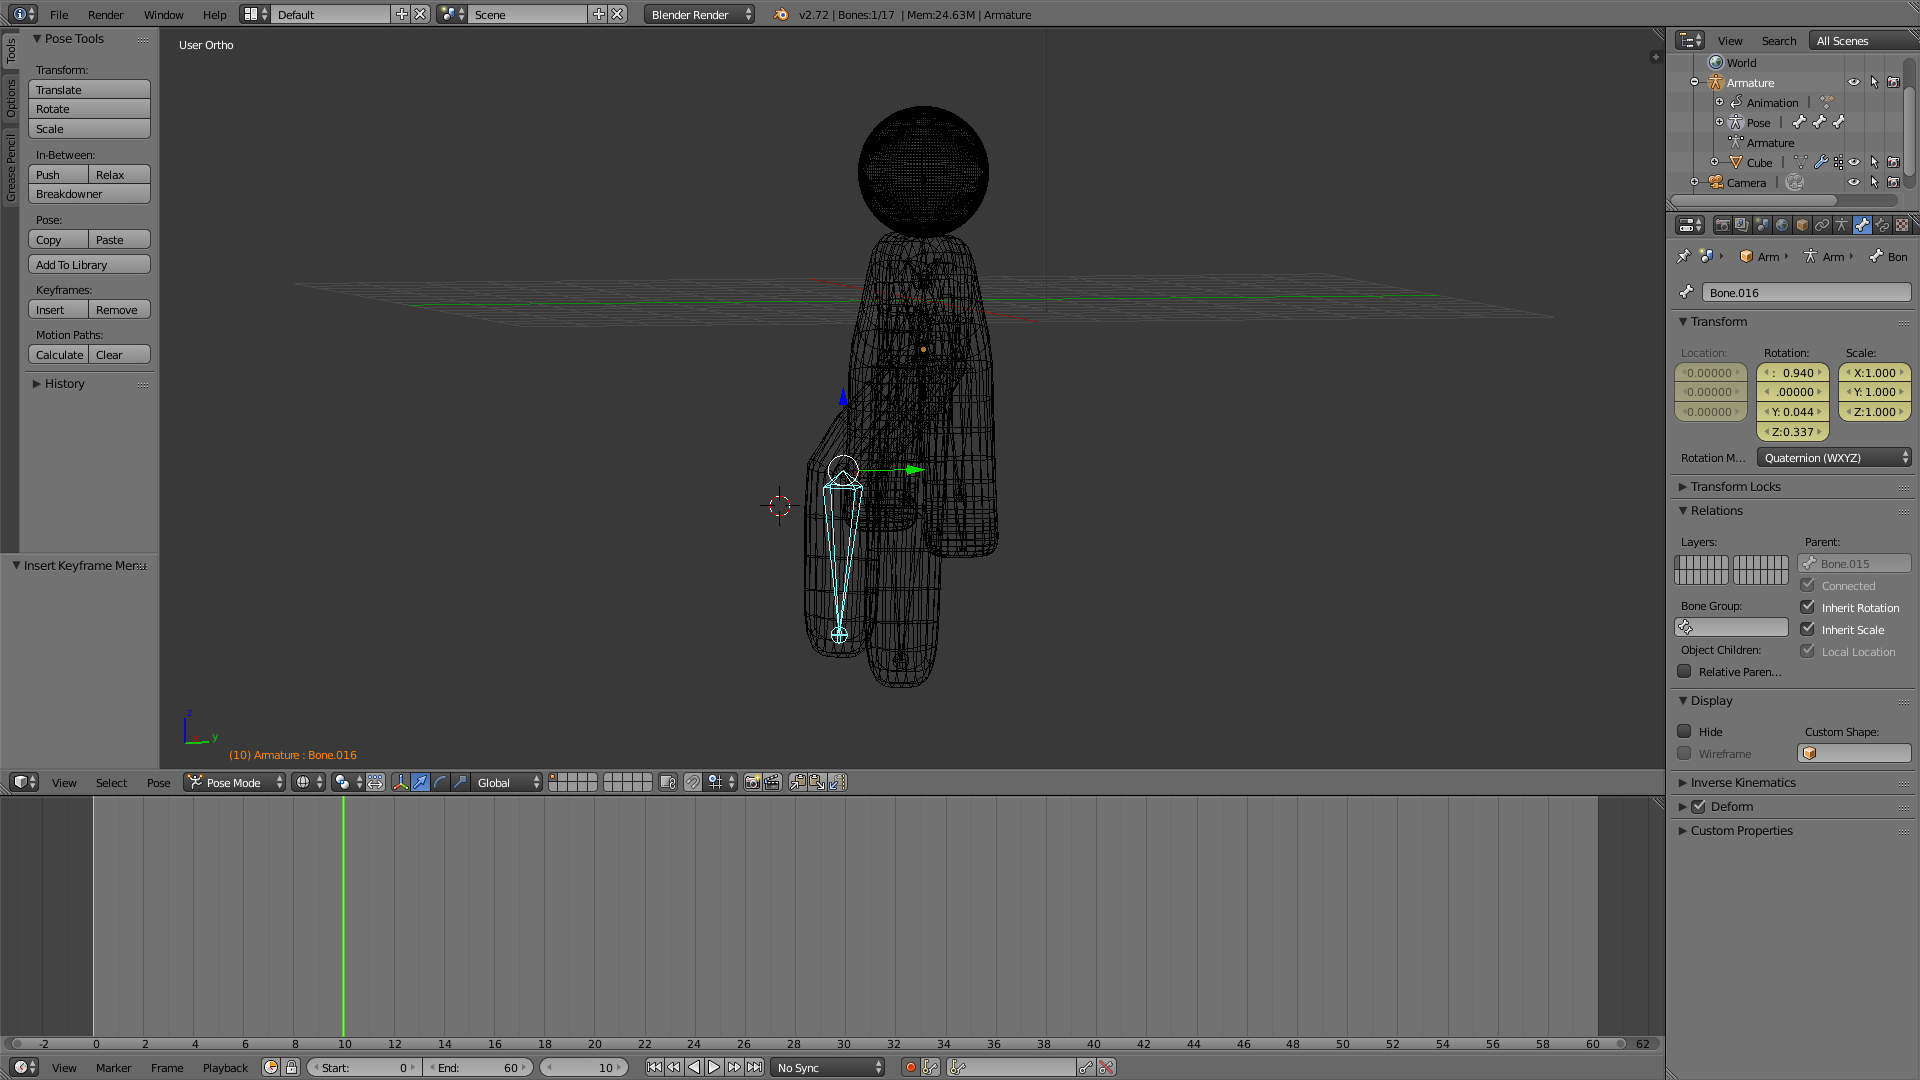 File Render Window Help Default Scene Blender Render v2.72 | Bones:1/17 | Mem:24.63M | Armature
Tools
Options
Grease Pencil
Pose Tools
Transform:
Translate
Rotate
Scale
In-Between:
Push Relax
Breakdowner
Pose:
Copy Paste
Add To Library
Keyframes:
Insert Remove
Motion Paths:
Calculate Clear
History
Insert Keyframe Menu
User Ortho
z
y
(10) Armature : Bone.016
View Select Pose Pose Mode Global
-2 0 2 4 6 8 10 12 14 16 18 20 22 24 26 28 30 32 34 36 38 40 42 44 46 48 50 52 54 56 58 60 62
View Marker Frame Playback Start: 0 End: 60 10 No Sync
View Search All Scenes
World
Armature
Animation
Pose
Armature
Cube
Camera
Arm Arm Bon
Bone.016
Transform
Location: Rotation: Scale:
0.00000 : 0.940 X:1.000
0.00000 .00000 Y: 1.000
0.00000 Y: 0.044 Z:1.000
Z:0.337
Rotation M... Quaternion (WXYZ)
Transform Locks
Relations
Layers: Parent:
Bone.015
Connected
Bone Group: Inherit Rotation
Inherit Scale
Object Children: Local Location
Relative Paren...
Display
Hide Custom Shape:
Wireframe
Inverse Kinematics
Deform
Custom Properties